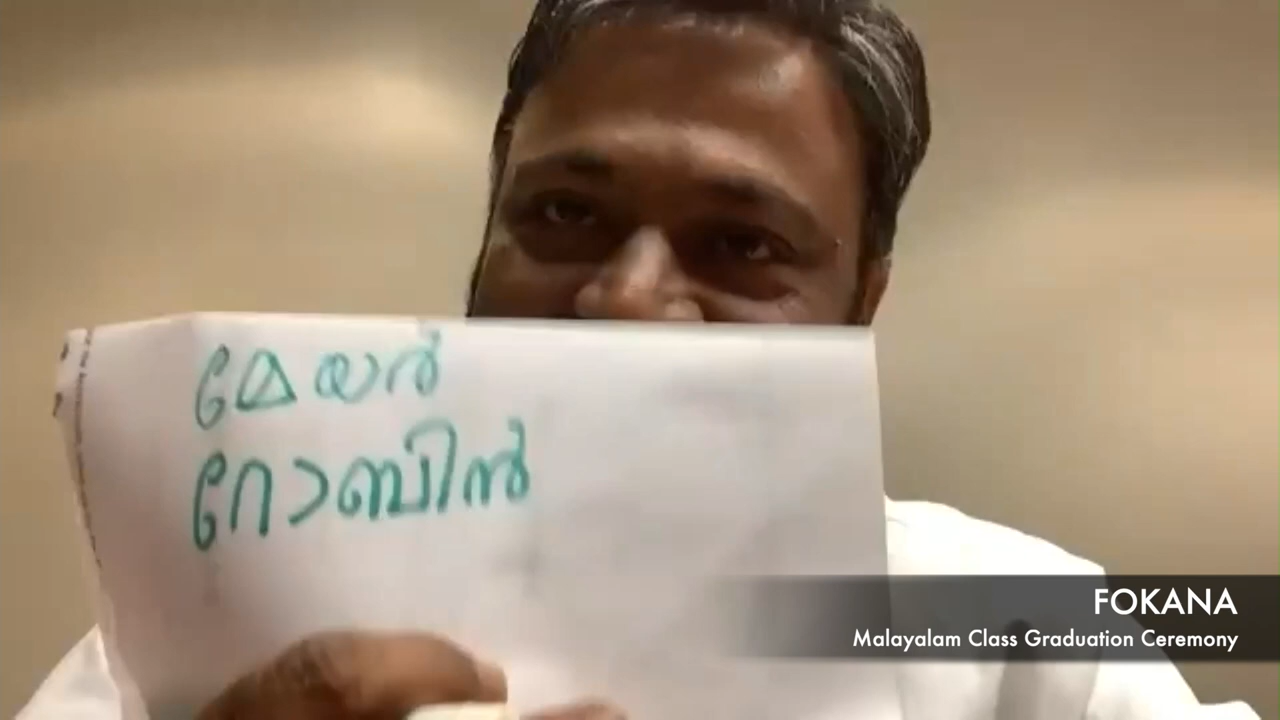 മേയർ
റോബിൻ
FOKANA
Malayalam Class Graduation Ceremony